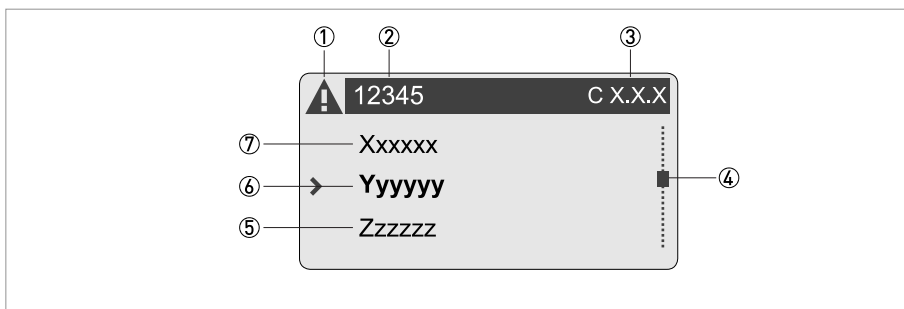 ① ② ③
12345 C X.X.X
⑦ Xxxxxx
⑥ Yyyyyy ④
⑤ Zzzzzz